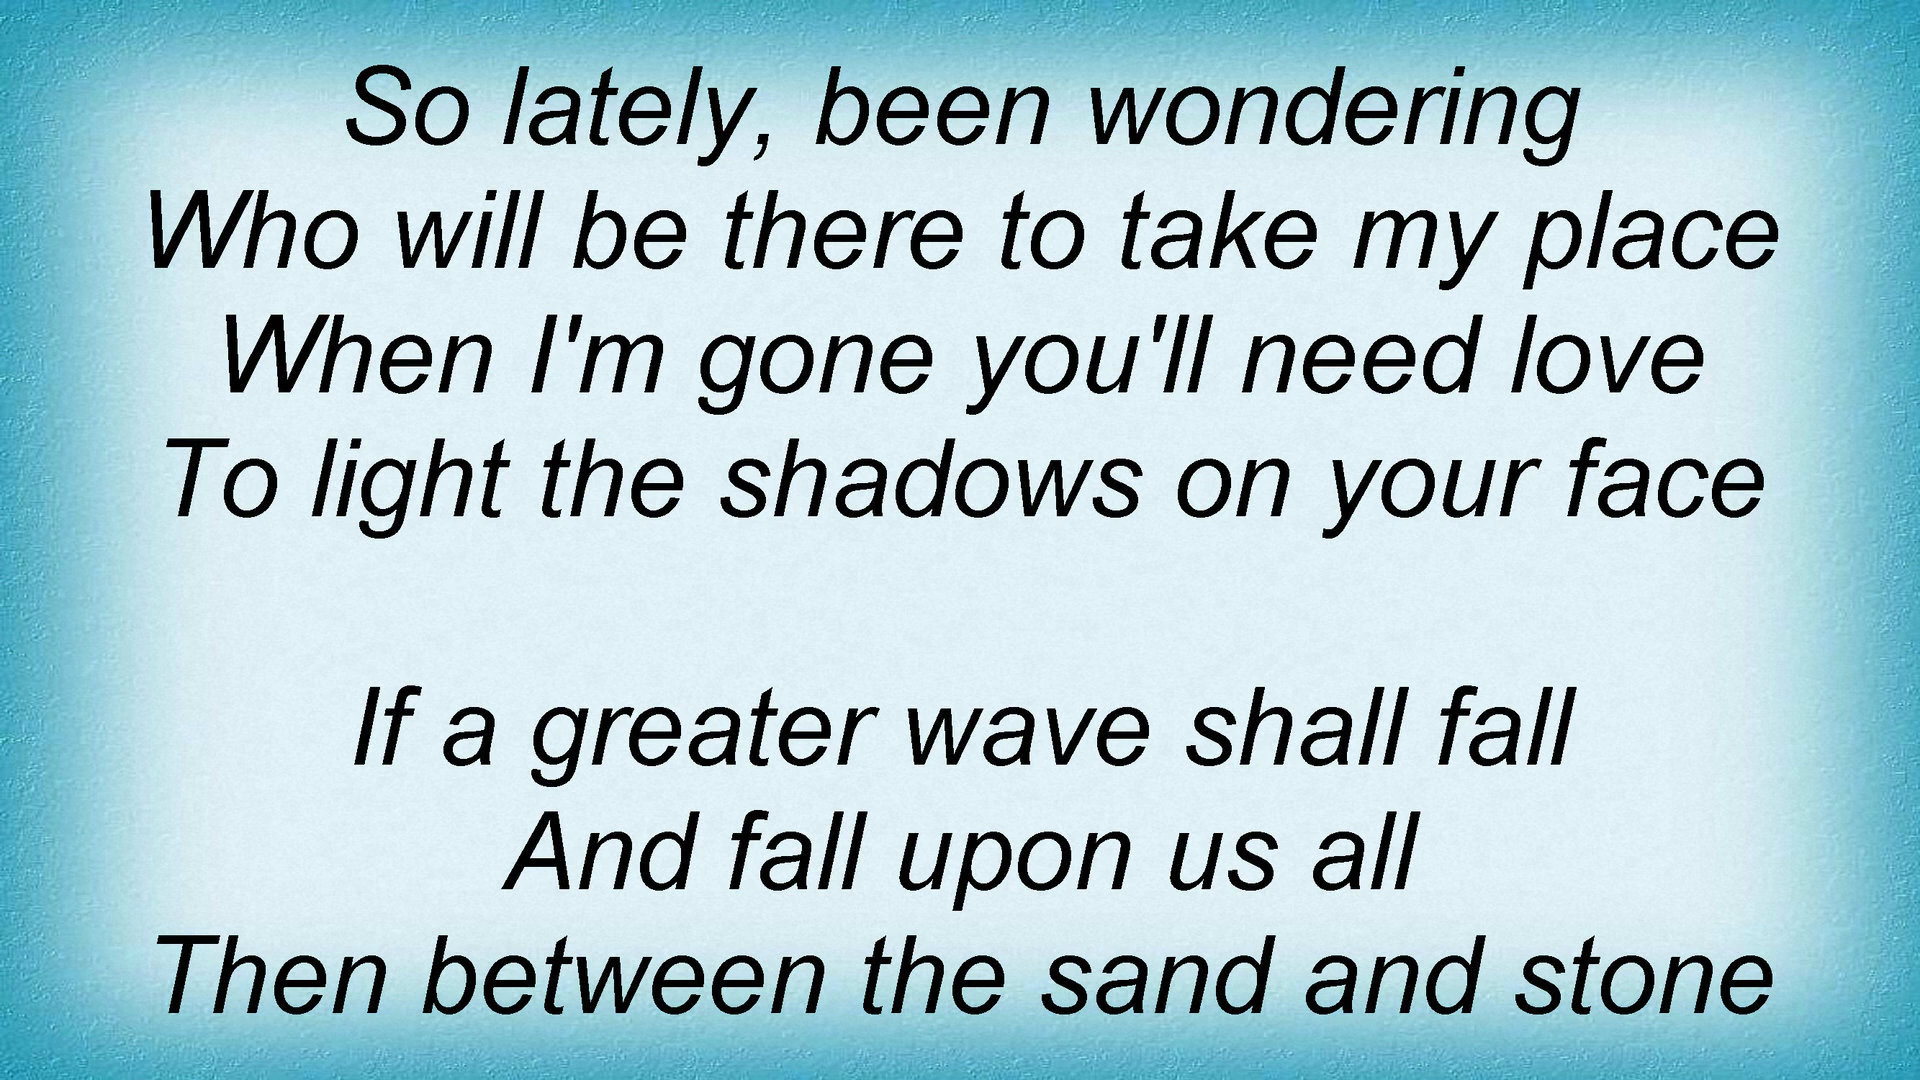 So lately, been wondering
Who will be there to take my place
When I'm gone you'll need love
To light the shadows on your face
If a greater wave shall fall
And fall upon us all
Then between the sand and stone